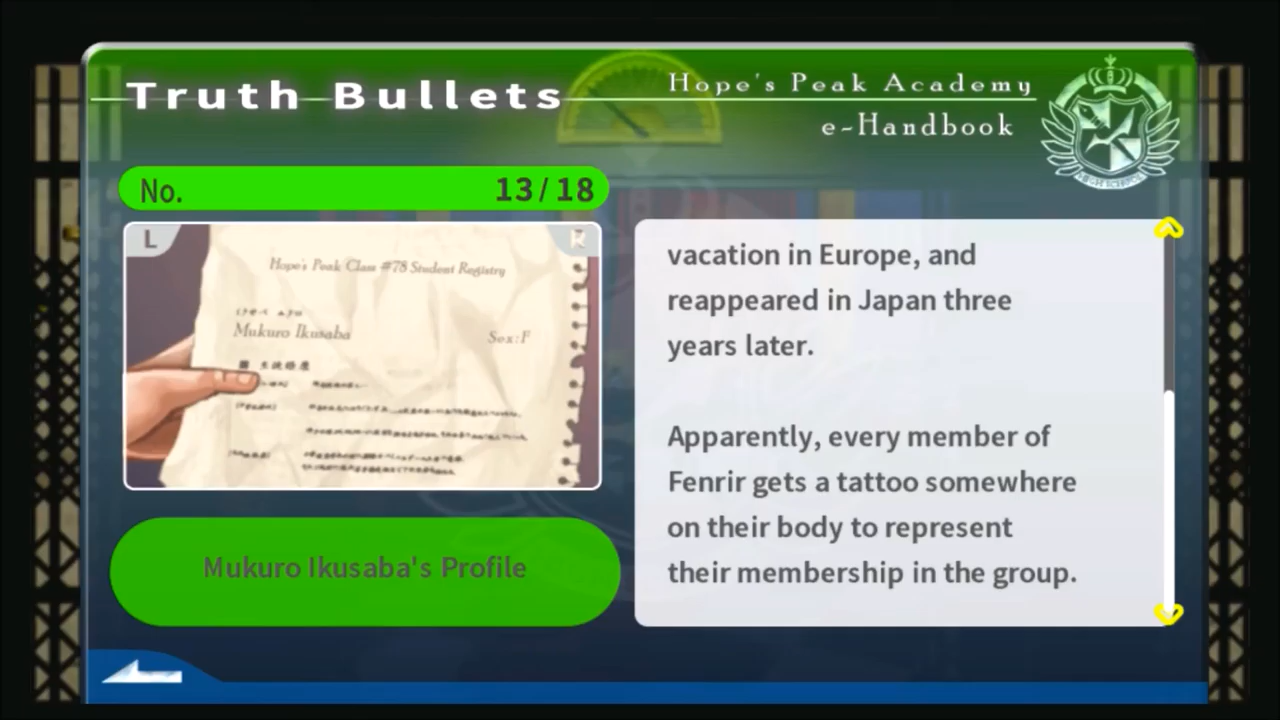 Truth Bullets
Hope's Peak Academy
e-Handbook
No. 13/18
L
R
Hope's Peak Class #78 Student Registry
Mukuro Ikusaba Sex:F
Mukuro Ikusaba's Profile
vacation in Europe, and
reappeared in Japan three
years later.
Apparently, every member of
Fenrir gets a tattoo somewhere
on their body to represent
their membership in the group.